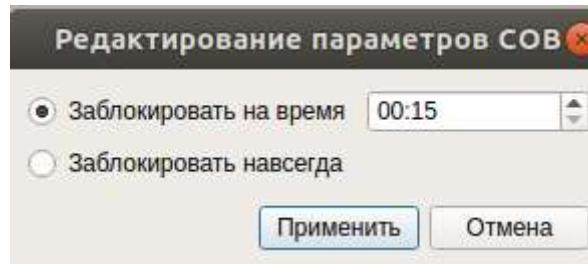 Редактирование параметров СОВ
Заблокировать на время 00:15
Заблокировать навсегда
Применить Отмена